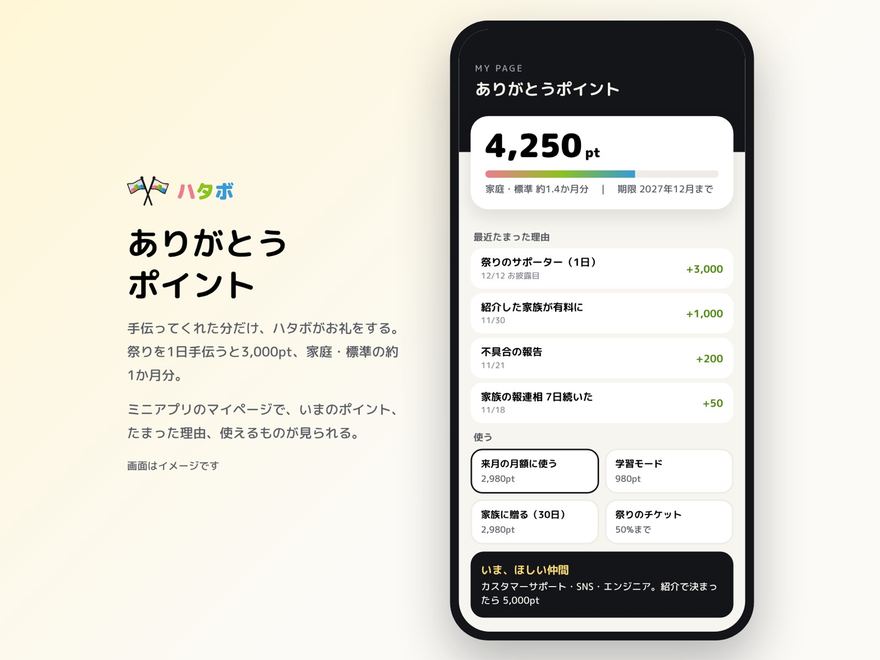 ハタボ
ありがとう
ポイント
手伝ってくれた分だけ、ハタボがお礼をする。
祭りを1日手伝うと3,000pt、家庭・標準の約
1か月分。
ミニアプリのマイページで、いまのポイント、
たまった理由、使えるものが見られる。
画面はイメージです
MY PAGE
ありがとうポイント
4,250 pt
家庭・標準 約1.4か月分 | 期限 2027年12月まで
最近たまった理由
祭りのサポーター（1日）
12/12 お披露目
+3,000
紹介した家族が有料に
11/30
+1,000
不具合の報告
11/21
+200
家族の報連相 7日続いた
11/18
+50
使う
来月の月額に使う
2,980pt
学習モード
980pt
家族に贈る（30日）
2,980pt
祭りのチケット
50%まで
いま、ほしい仲間
カスタマーサポート・SNS・エンジニア。紹介で決まっ
たら 5,000pt